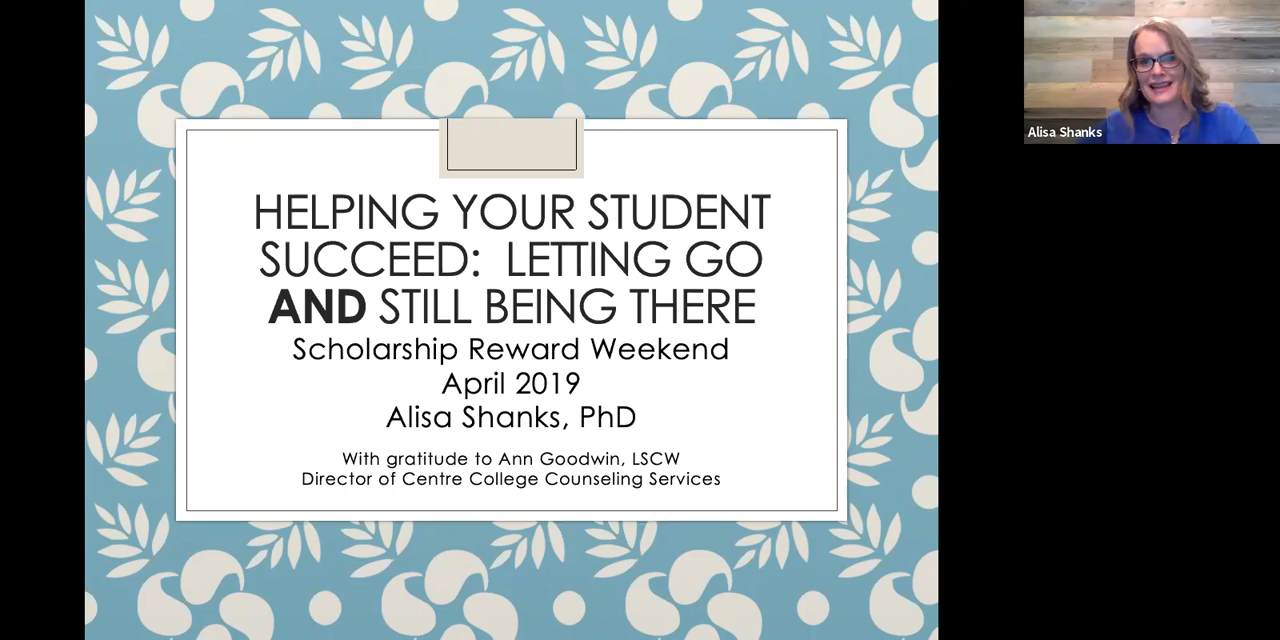 HELPING YOUR STUDENT
SUCCEED:  LETTING GO
AND STILL BEING THERE
Scholarship Reward Weekend
April 2019
Alisa Shanks, PhD
With gratitude to Ann Goodwin, LSCW
Director of Centre College Counseling Services
Alisa Shanks